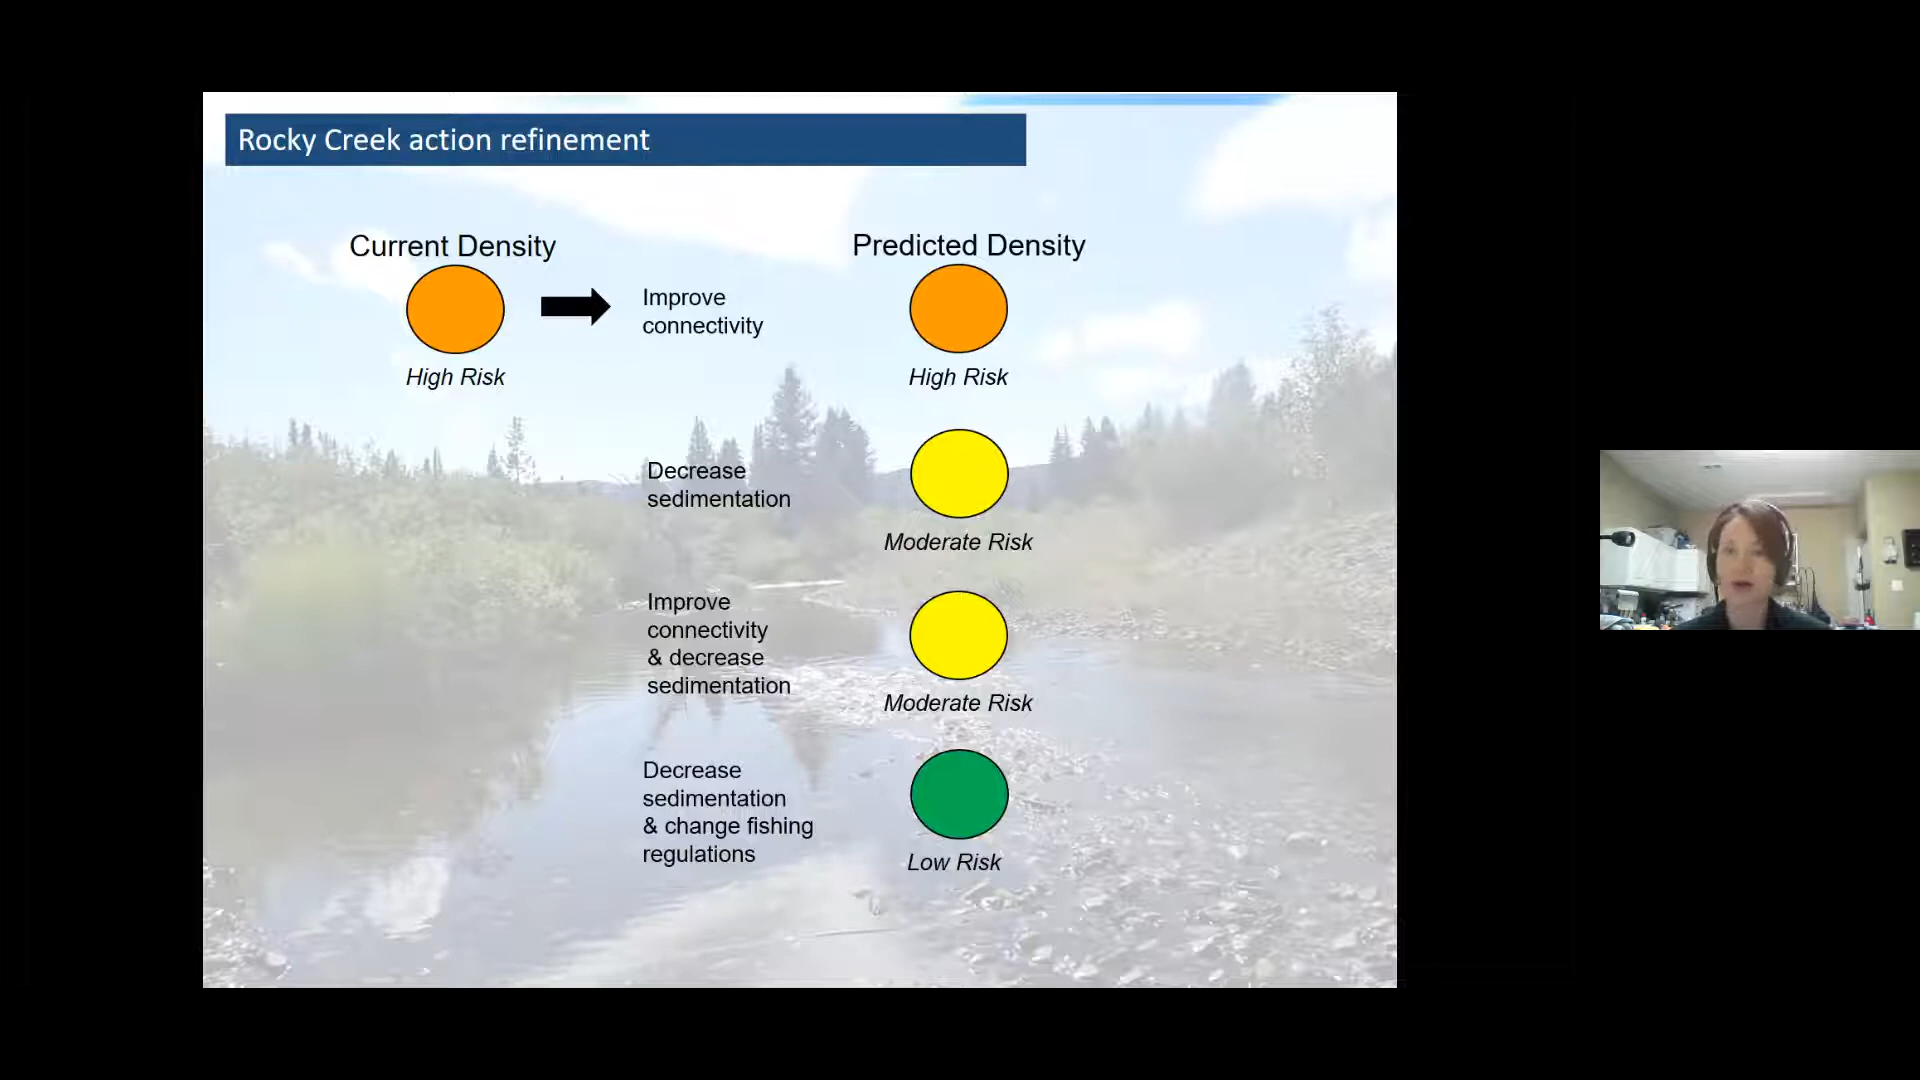 Rocky Creek action refinement
Current Density
Predicted Density
Improve
connectivity
High Risk
High Risk
Decrease
sedimentation
Moderate Risk
Improve
connectivity
& decrease
sedimentation
Moderate Risk
Decrease
sedimentation
& change fishing
regulations
Low Risk